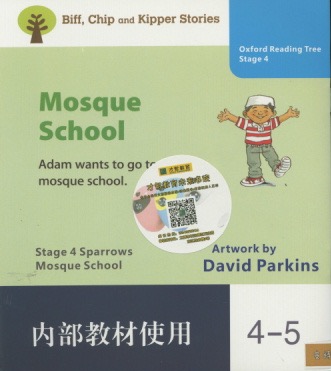 Biff, Chip and Kipper Stories
Oxford Reading Tree
Stage 4
Mosque
School
Adam wants to go to
mosque school.
Stage 4 Sparrows
Mosque School
Artwork by
David Parkins
内部教材使用
4-5